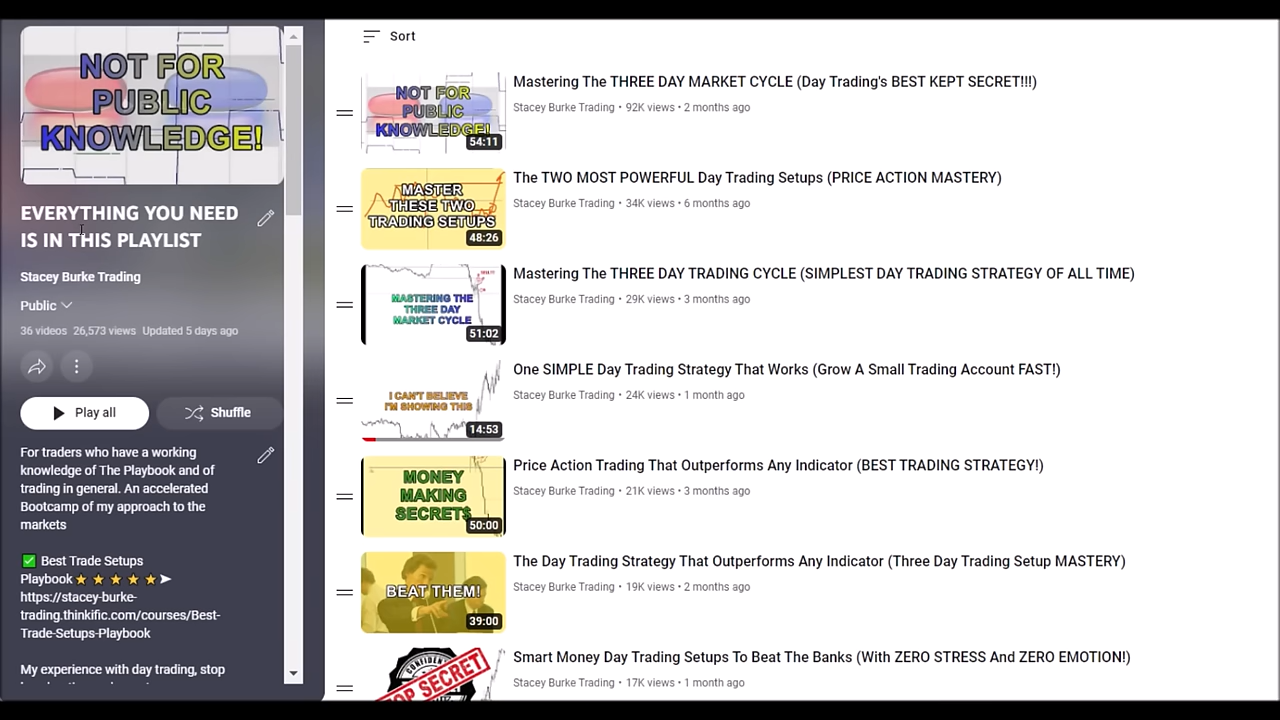 NOT FOR
PUBLIC
KNOWLEDGE!
EVERYTHING YOU NEED
IS IN THIS PLAYLIST
Stacey Burke Trading
Public
36 videos 26,573 views Updated 5 days ago
Play all
Shuffle
For traders who have a working
knowledge of The Playbook and of
trading in general. An accelerated
Bootcamp of my approach to the
markets
✅ Best Trade Setups
Playbook⭐⭐⭐⭐⭐➤
https://stacey-burke-
trading.thinkific.com/courses/Best-
Trade-Setups-Playbook
My experience with day trading, stop
Sort
NOT FOR
PUBLIC
KNOWLEDGE!
54:11
Mastering The THREE DAY MARKET CYCLE (Day Trading's BEST KEPT SECRET!!!)
Stacey Burke Trading • 92K views • 2 months ago
MASTER
THESE TWO
TRADING SETUPS
48:26
The TWO MOST POWERFUL Day Trading Setups (PRICE ACTION MASTERY)
Stacey Burke Trading • 34K views • 6 months ago
MASTERING THE
THREE DAY
MARKET CYCLE
51:02
Mastering The THREE DAY TRADING CYCLE (SIMPLEST DAY TRADING STRATEGY OF ALL TIME)
Stacey Burke Trading • 29K views • 3 months ago
I CAN'T BELIEVE
I'M SHOWING THIS
14:53
One SIMPLE Day Trading Strategy That Works (Grow A Small Trading Account FAST!)
Stacey Burke Trading • 24K views • 1 month ago
MONEY
MAKING
SECRET$
50:00
Price Action Trading That Outperforms Any Indicator (BEST TRADING STRATEGY!)
Stacey Burke Trading • 21K views • 3 months ago
BEAT THEM!
39:00
The Day Trading Strategy That Outperforms Any Indicator (Three Day Trading Setup MASTERY)
Stacey Burke Trading • 19K views • 2 months ago
TOP SECRET
Smart Money Day Trading Setups To Beat The Banks (With ZERO STRESS And ZERO EMOTION!)
Stacey Burke Trading • 17K views • 1 month ago